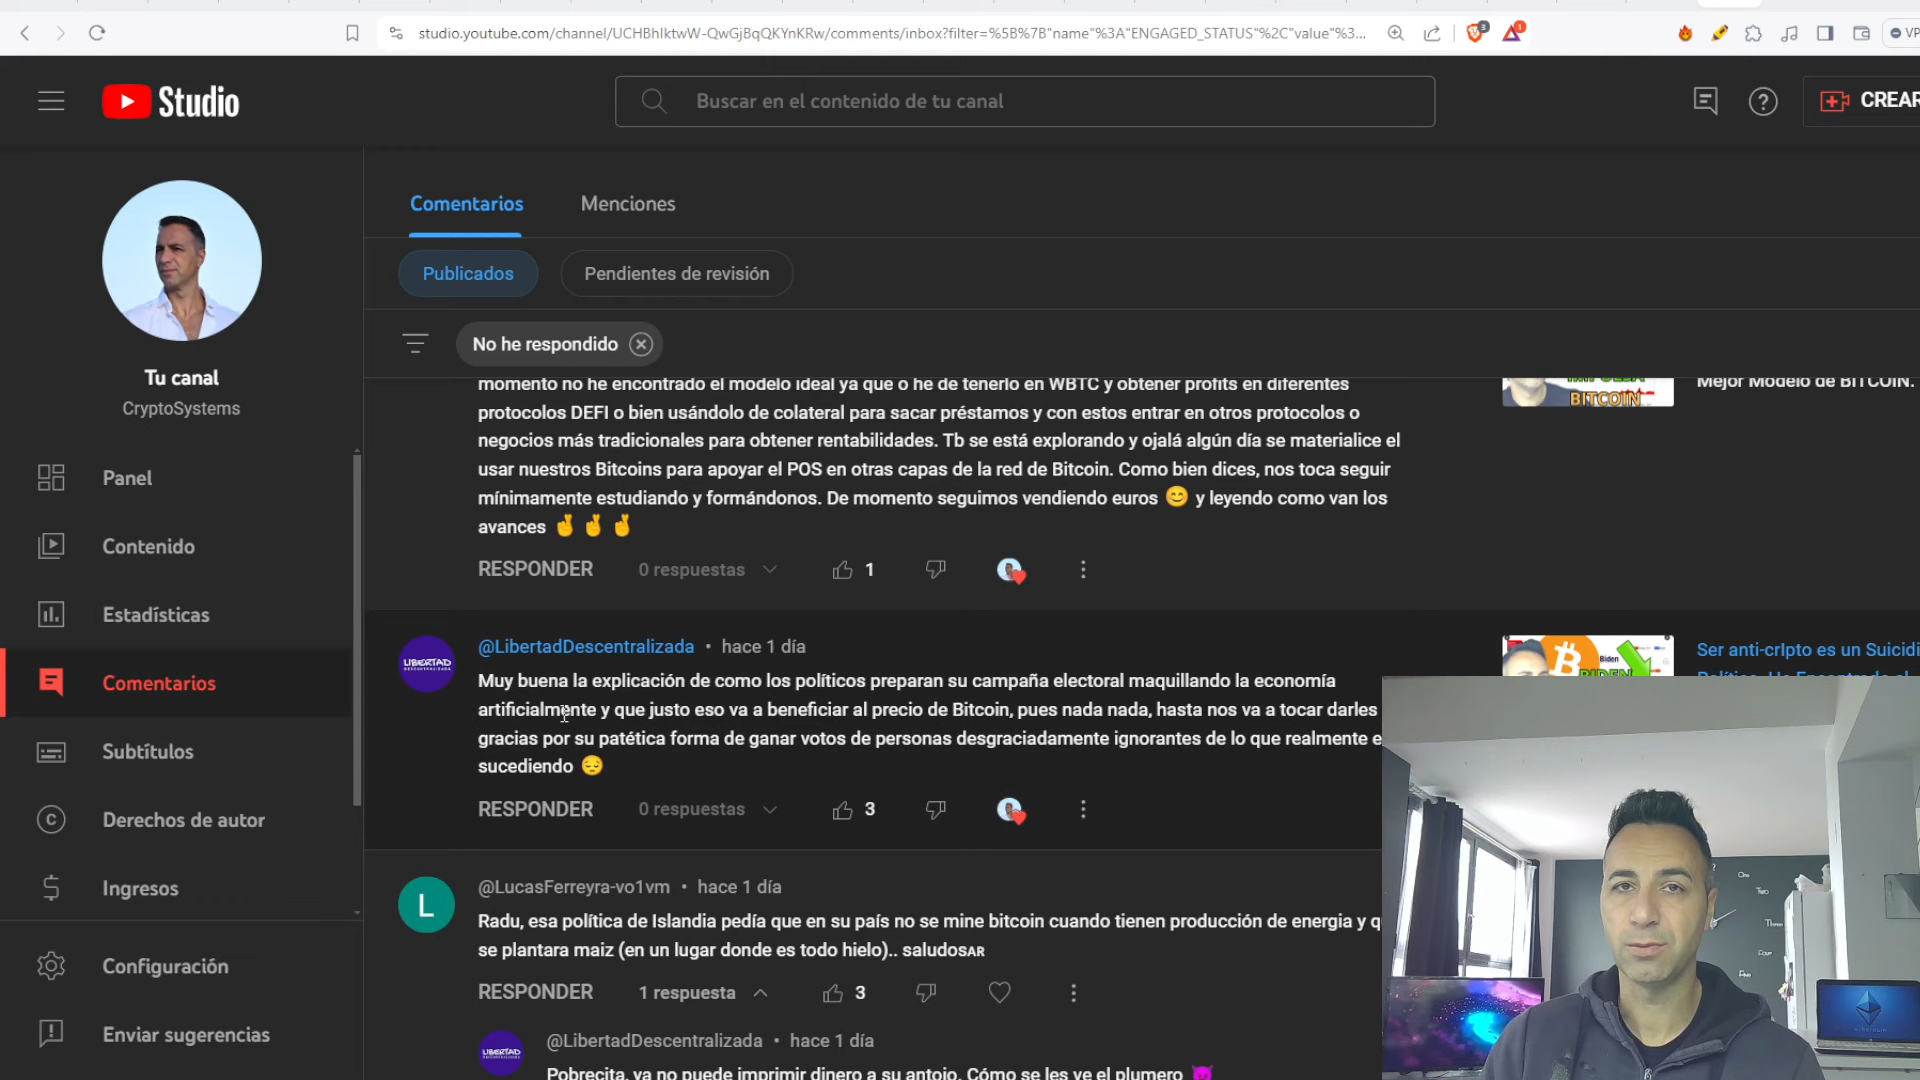 studio.youtube.com/channel/UCHBhIktwW-QwGjBqQKYnKRw/comments/inbox?filter=%5B%7B"name"%3A"ENGAGED_STATUS"%2C"value"%3...
3
1
VP
Studio
Buscar en el contenido de tu canal
CREAR
Tu canal
CryptoSystems
Panel
Contenido
Estadísticas
Comentarios
Subtítulos
Derechos de autor
Ingresos
Configuración
Enviar sugerencias
Comentarios
Menciones
Publicados
Pendientes de revisión
No he respondido
momento no he encontrado el modelo ideal ya que o he de tenerlo en WBTC y obtener profits en diferentes
protocolos DEFI o bien usándolo de colateral para sacar préstamos y con estos entrar en otros protocolos o
negocios más tradicionales para obtener rentabilidades. Tb se está explorando y ojalá algún día se materialice el
usar nuestros Bitcoins para apoyar el POS en otras capas de la red de Bitcoin. Como bien dices, nos toca seguir
mínimamente estudiando y formándonos. De momento seguimos vendiendo euros 😊 y leyendo como van los
avances 🤞 🤞 🤞
RESPONDER
0 respuestas
1
BITCOIN
Mejor Modelo de BITCOIN.
LIBERTAD
@LibertadDescentralizada • hace 1 día
Muy buena la explicación de como los políticos preparan su campaña electoral maquillando la economía
artificialmente y que justo eso va a beneficiar al precio de Bitcoin, pues nada nada, hasta nos va a tocar darles
gracias por su patética forma de ganar votos de personas desgraciadamente ignorantes de lo que realmente e
sucediendo 😔
RESPONDER
0 respuestas
3
Biden
Ser anti-crIpto es un Suicidi
L
@LucasFerreyra-vo1vm • hace 1 día
Radu, esa política de Islandia pedía que en su país no se mine bitcoin cuando tienen producción de energia y qu
se plantara maiz (en un lugar donde es todo hielo).. saludosAR
RESPONDER
1 respuesta
3
LIBERTAD
@LibertadDescentralizada • hace 1 día
Pobrecita, ya no puede imprimir dinero a su antojo. Cómo se les ve el plumero 😈
One
Two
Three
Five